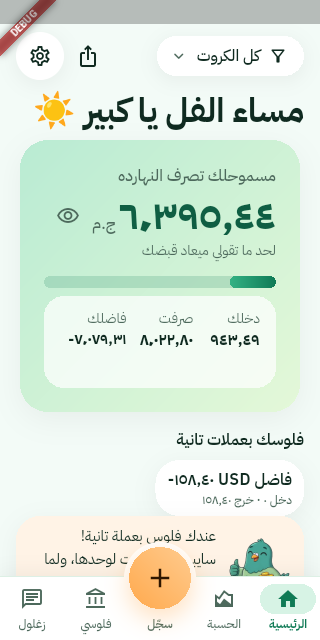 DEBUG
كل الكروت
مساء الفل يا كبير ☀️
مسموحلك تصرف النهارده
٦,٣٩٥,٤٤ ج.م
لحد ما تقولي ميعاد قبضك
دخلك صرفت فاضلك
٩٤٣,٤٩ ٨,٠٢٢,٨٠ -٧,٠٧٩,٣١
فلوسك بعملات تانية
فاضل USD ١٥٨,٤٠-
دخل ٠ · خرج ١٥٨,٤٠
عندك فلوس بعملة تانية!
ت لوحدها، ولما
الرئيسية
الحسبة
سجّل
فلوسي
زغلول